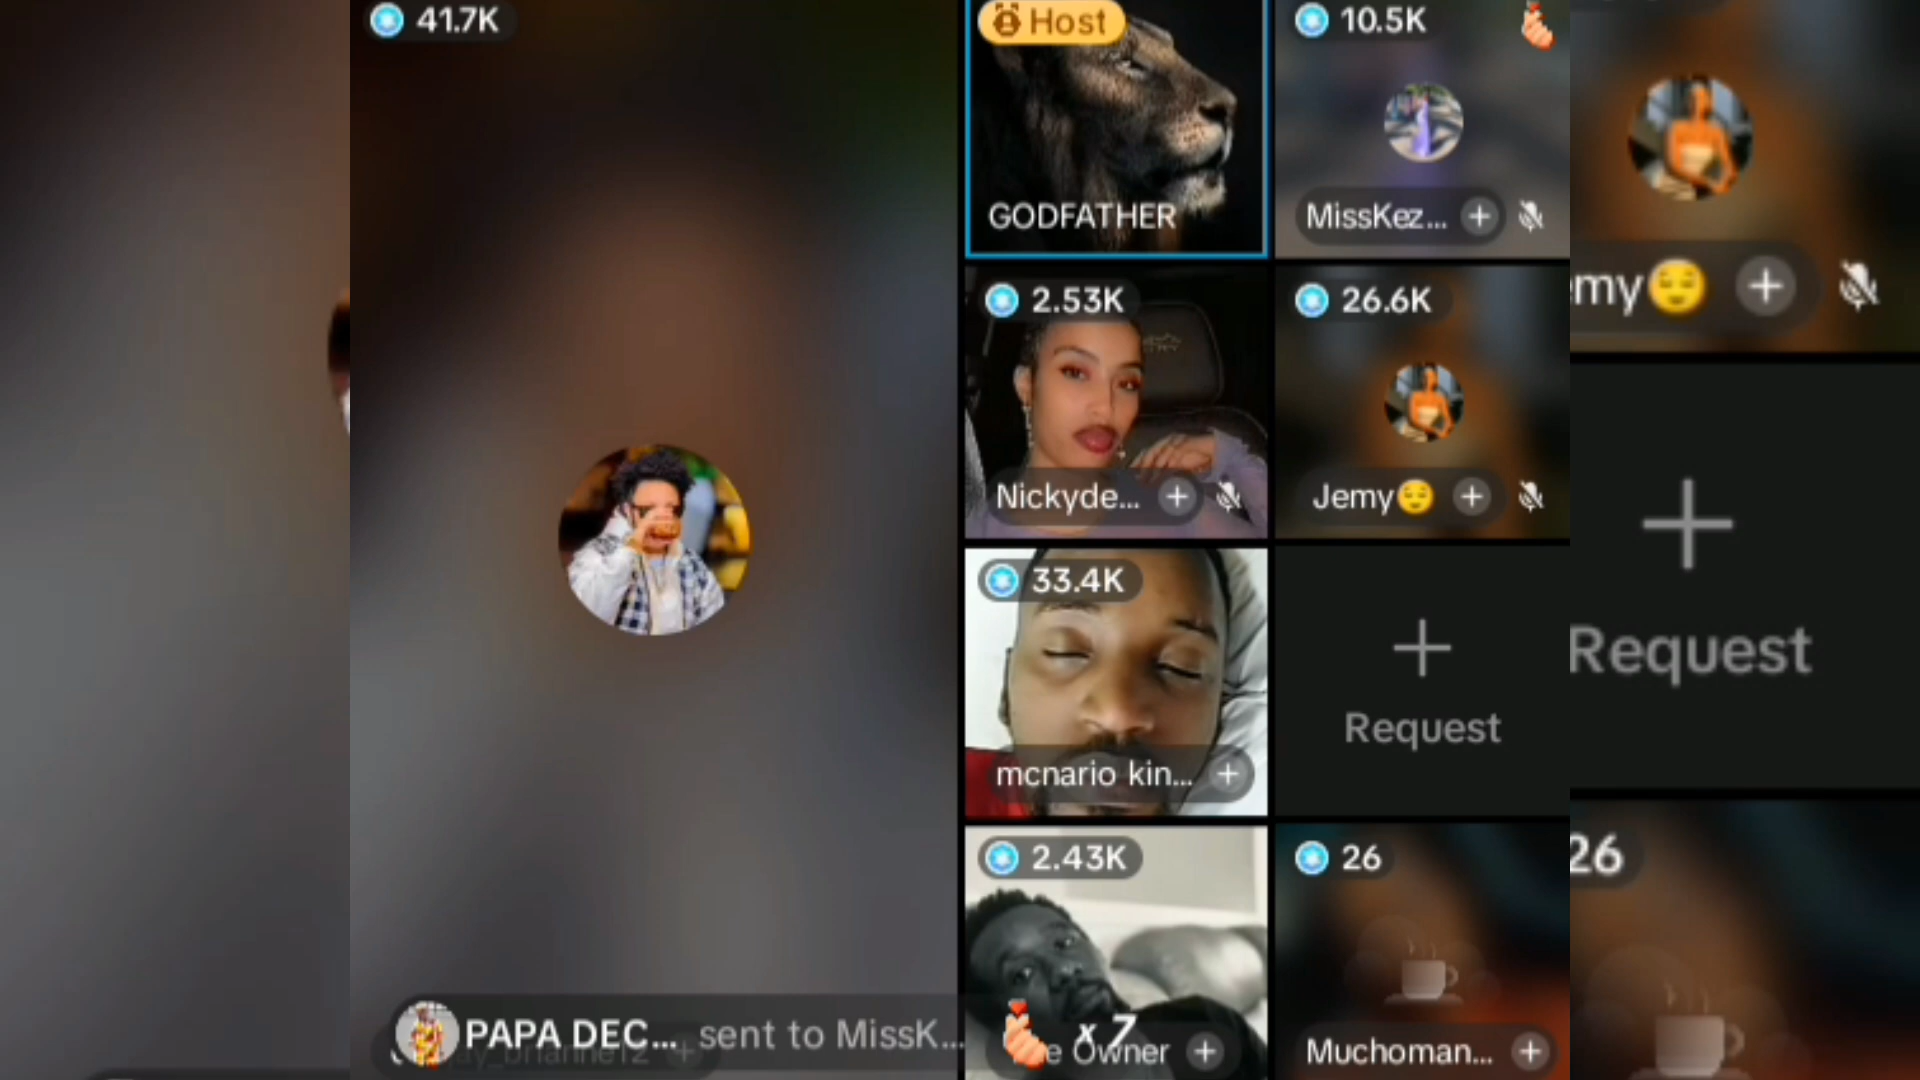 41.7K
Host
GODFATHER
10.5K
MissKez...
2.53K
Nickyde...
26.6K
Jemy😌
33.4K
mcnario kin...
Request
2.43K
Owner
26
Muchoman...
PAPA DEC... sent to MissK...
x 7
my😌
Request
26